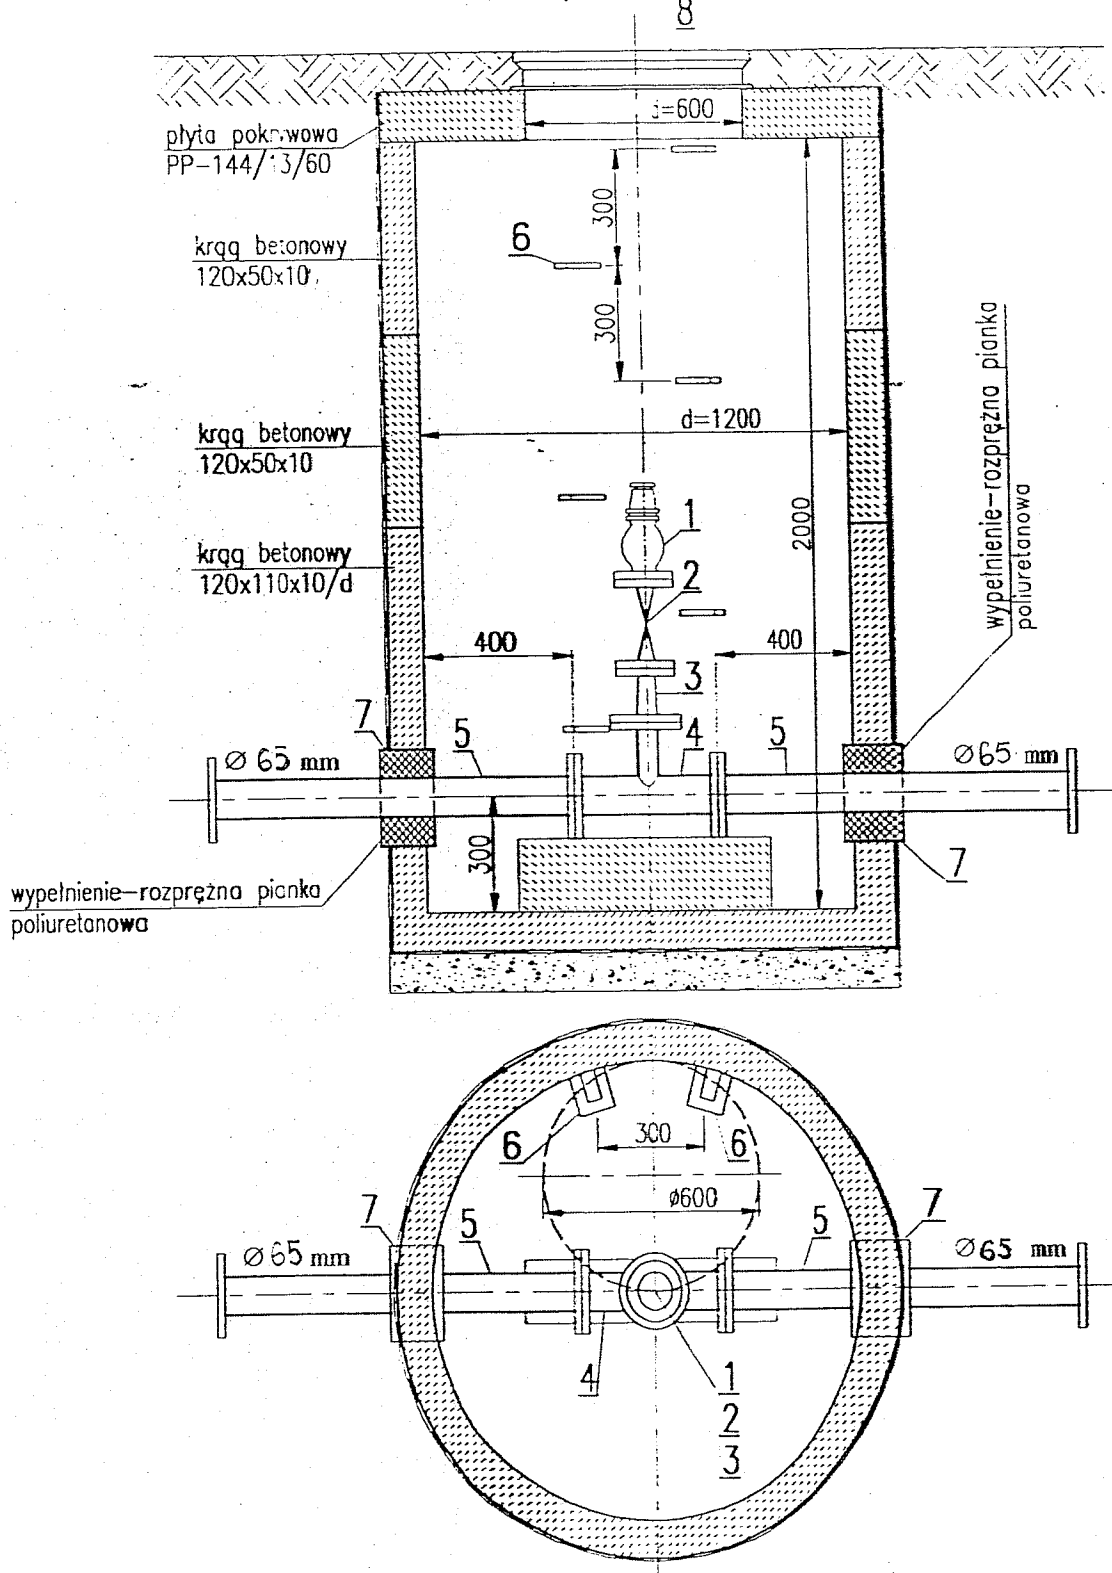 8
d=600
płyta pokrywowa
PP-144/13/60
300
6
krąg betonowy
120x50x10
300
wypełnienie-rozprężna pianka
poliuretanowa
d=1200
krąg betonowy
120x50x10
1
2000
krąg betonowy
120x110x10/d
2
400
400
3
7
5
4
5
Ø 65 mm
Ø 65 mm
300
7
wypełnienie-rozprężna pianka
poliuretanowa
6
300
6
ø600
7
5
5
7
Ø 65 mm
Ø 65 mm
4
1
2
3